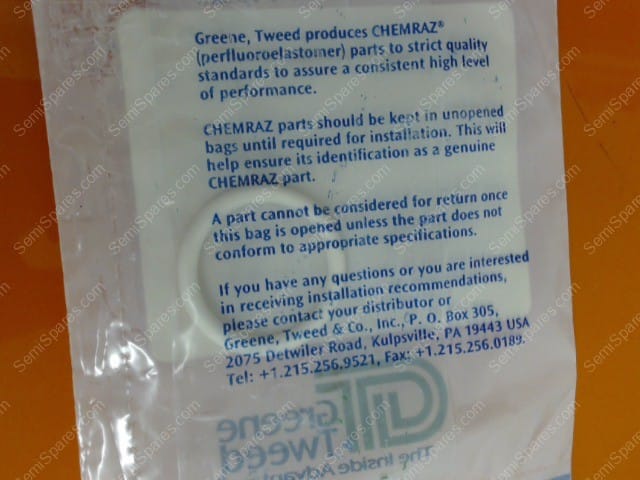 Greene, Tweed produces CHEMRAZ®
(perfluoroelastomer) parts to strict quality
standards to assure a consistent high level
of performance.
CHEMRAZ parts should be kept in unopened
bags until required for installation. This will
help ensure its identification as a genuine
CHEMRAZ part.
A part cannot be considered for return once
this bag is opened unless the part does not
conform to appropriate specifications.
If you have any questions or you are interested
in receiving installation recommendations,
please contact your distributor or
Greene, Tweed & Co., Inc., P. O. Box 305,
2075 Detwiler Road, Kulpsville, PA 19443 USA
Tel: +1.215.256.9521, Fax: +1.215.256.0189.
Greene
Tweed
The Inside Advan
SemiSpares.com